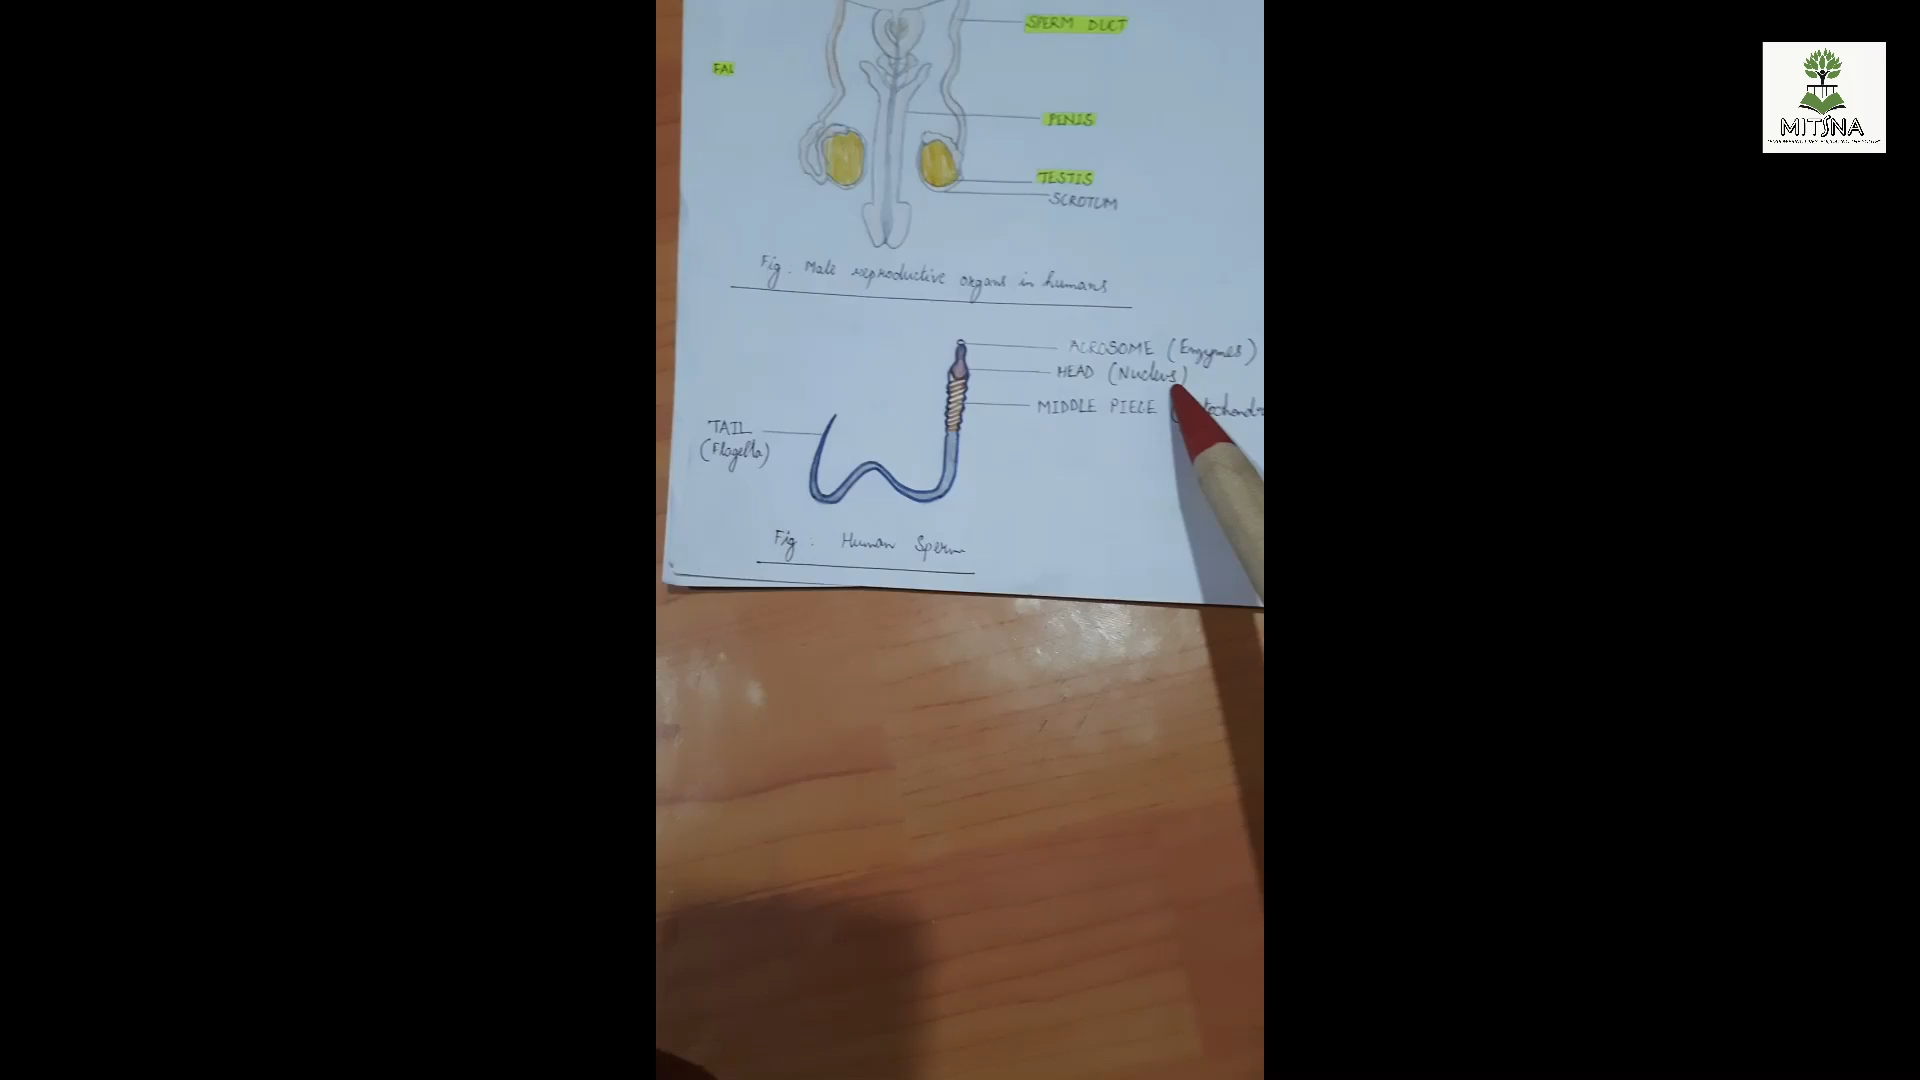 SPERM DUCT
FAL
PENIS
TESTIS
SCROTUM
Fig. Male reproductive organs in humans
ACROSOME (Enzymes)
HEAD (Nucleus)
MIDDLE PIECE
TAIL
(Flagella)
Fig : Human Sperm
MITSNA